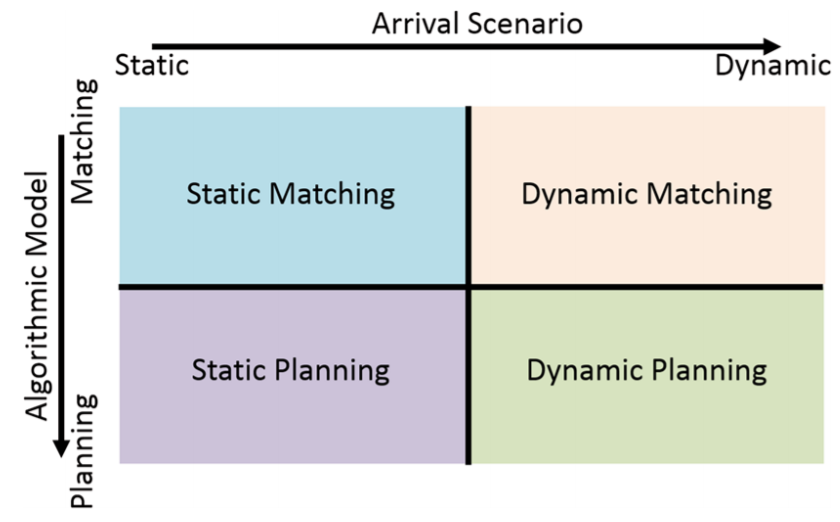 Arrival Scenario
Static
Dynamic
Algorithmic Model
Matching
Planning
Static Matching
Dynamic Matching
Static Planning
Dynamic Planning